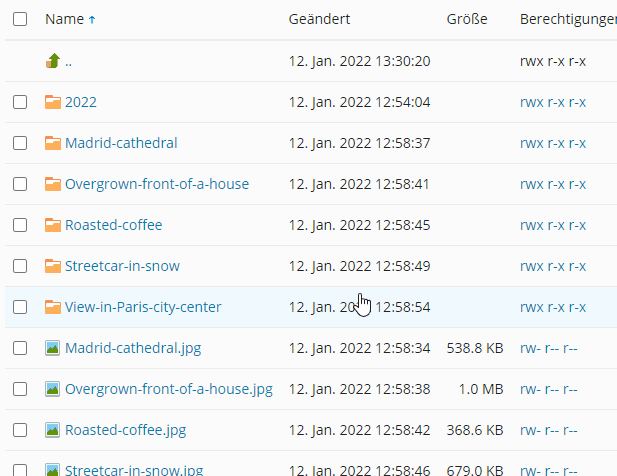 Name ↑ Geändert Größe Berechtigungen
.. 12. Jan. 2022 13:30:20 rwx r-x r-x
2022 12. Jan. 2022 12:54:04 rwx r-x r-x
Madrid-cathedral 12. Jan. 2022 12:58:37 rwx r-x r-x
Overgrown-front-of-a-house 12. Jan. 2022 12:58:41 rwx r-x r-x
Roasted-coffee 12. Jan. 2022 12:58:45 rwx r-x r-x
Streetcar-in-snow 12. Jan. 2022 12:58:49 rwx r-x r-x
View-in-Paris-city-center 12. Jan. 2022 12:58:54 rwx r-x r-x
Madrid-cathedral.jpg 12. Jan. 2022 12:58:34 538.8 KB rw- r-- r--
Overgrown-front-of-a-house.jpg 12. Jan. 2022 12:58:38 1.0 MB rw- r-- r--
Roasted-coffee.jpg 12. Jan. 2022 12:58:42 368.6 KB rw- r-- r--
Streetcar-in-snow.jpg 12. Jan. 2022 12:58:46 679.0 KB rw- r-- r--